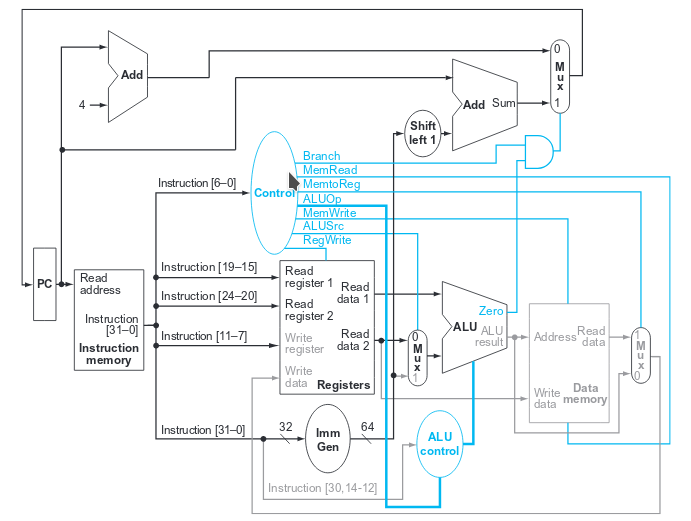 0
M
u
x
1
Add
4
Add Sum
Shift
left 1
Branch
MemRead
MemtoReg
ALUOp
MemWrite
ALUSrc
RegWrite
Control
Instruction [6–0]
PC
Read
address
Instruction
[31–0]
Instruction
memory
Instruction [19–15]
Instruction [24–20]
Instruction [11–7]
Instruction [31–0]
Read
register 1
Read
register 2
Write
register
Write
data
Read
data 1
Read
data 2
Registers
0
M
u
x
1
Zero
ALU
ALU
result
Address
Read
data
Write
data
Data
memory
1
M
u
x
0
32
Imm
Gen
64
ALU
control
Instruction [30,14-12]